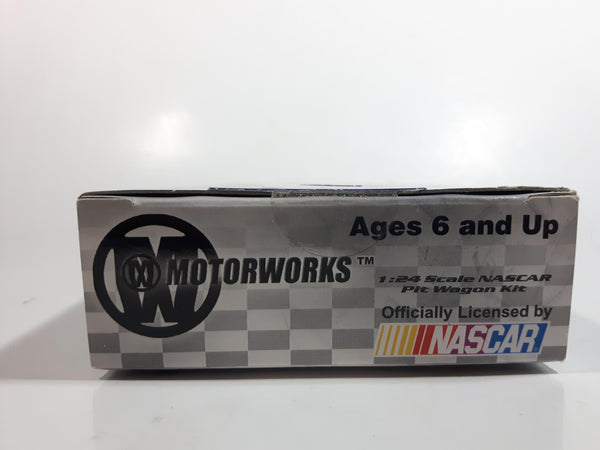 Ages 6 and Up
MOTORWORKS™
1:24 Scale NASCAR
Pit Wagon Kit
Officially Licensed by
NASCAR